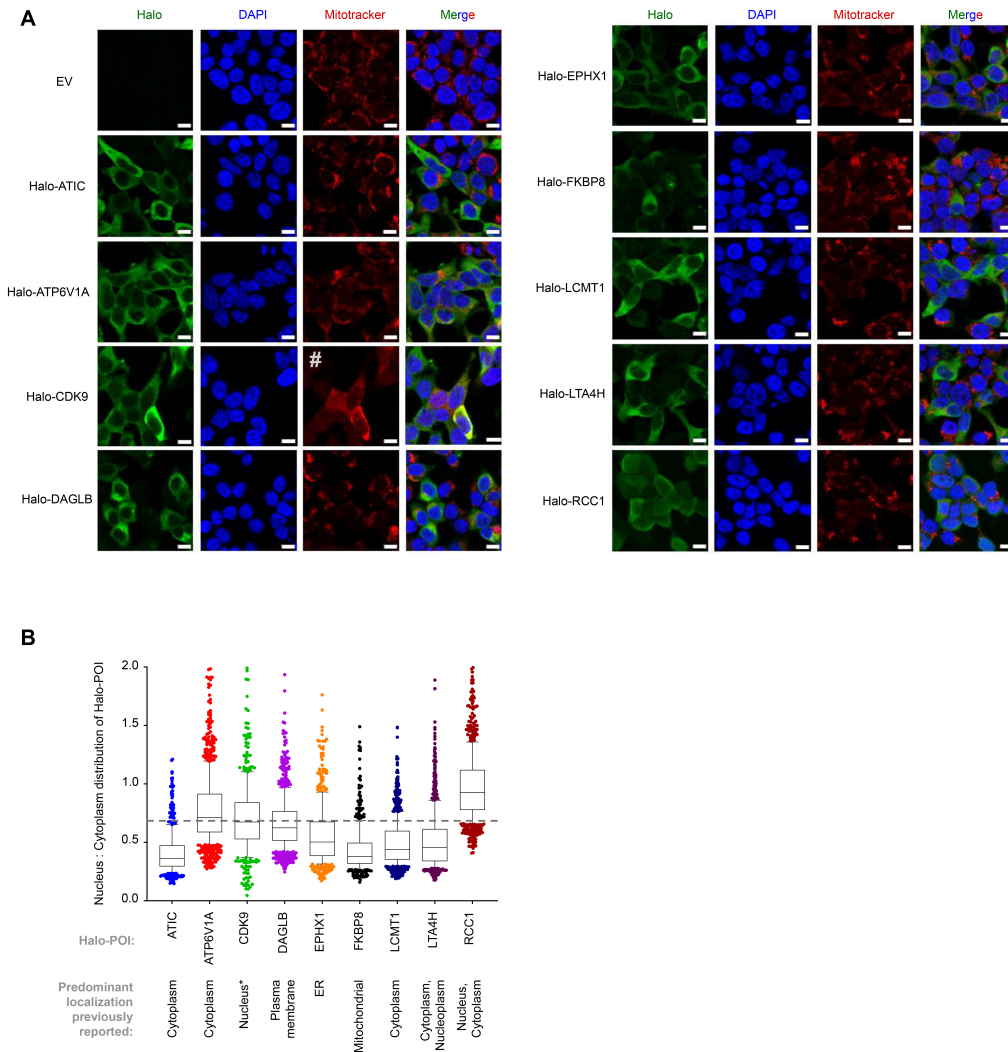 A
Halo DAPI Mitotracker Merge
EV
Halo-ATIC
Halo-ATP6V1A
Halo-CDK9
#
Halo-DAGLB
Halo DAPI Mitotracker Merge
Halo-EPHX1
Halo-FKBP8
Halo-LCMT1
Halo-LTA4H
Halo-RCC1
B
Nucleus : Cytoplasm distribution of Halo-POI
2.0
1.5
1.0
0.5
0.0
Halo-POI:
ATIC
ATP6V1A
CDK9
DAGLB
EPHX1
FKBP8
LCMT1
LTA4H
RCC1
Predominant
localization
previously
reported:
Cytoplasm
Cytoplasm
Nucleus*
Plasma
membrane
ER
Mitochondrial
Cytoplasm
Cytoplasm,
Nucleoplasm
Nucleus,
Cytoplasm